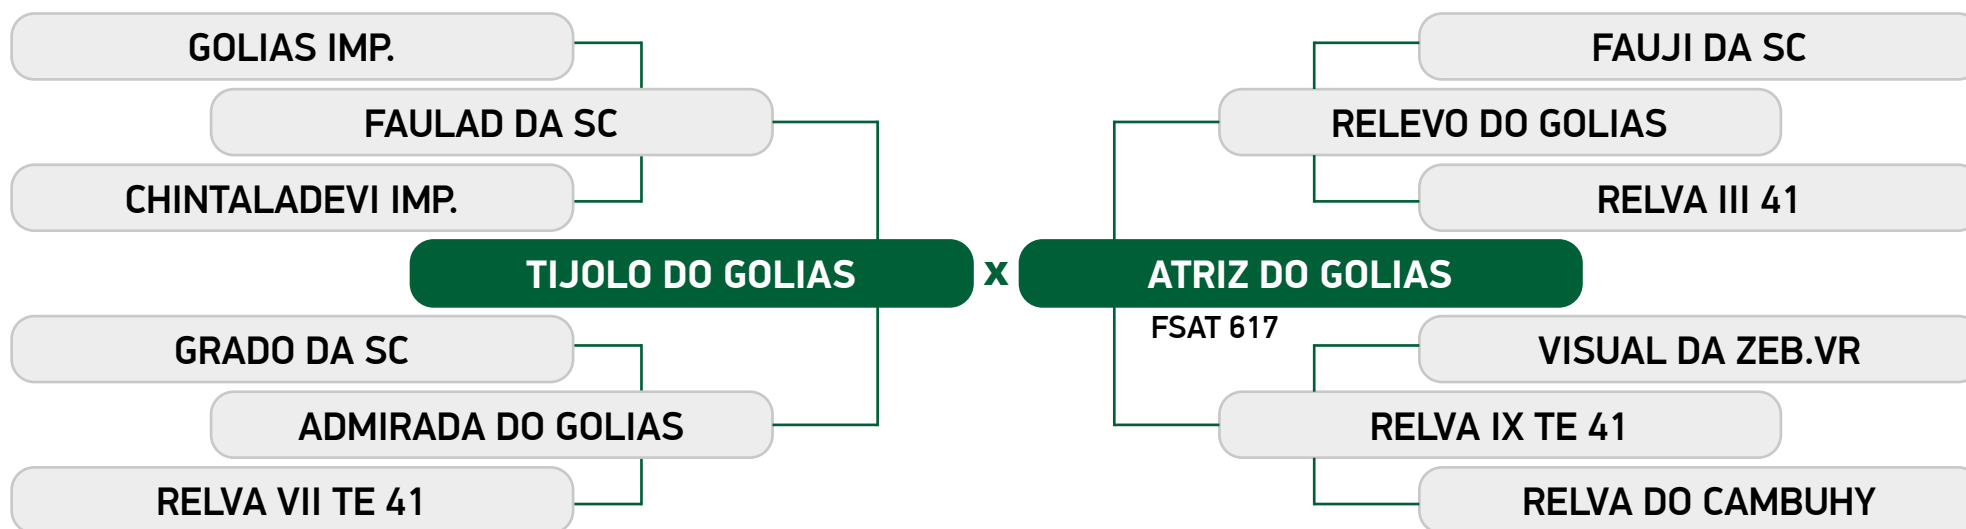 GOLIAS IMP.
FAULAD DA SC
CHINTALADEVI IMP.
TIJOLO DO GOLIAS
GRADO DA SC
ADMIRADA DO GOLIAS
RELVA VII TE 41
x
FAUJI DA SC
RELEVO DO GOLIAS
RELVA III 41
ATRIZ DO GOLIAS
FSAT 617
VISUAL DA ZEB.VR
RELVA IX TE 41
RELVA DO CAMBUHY